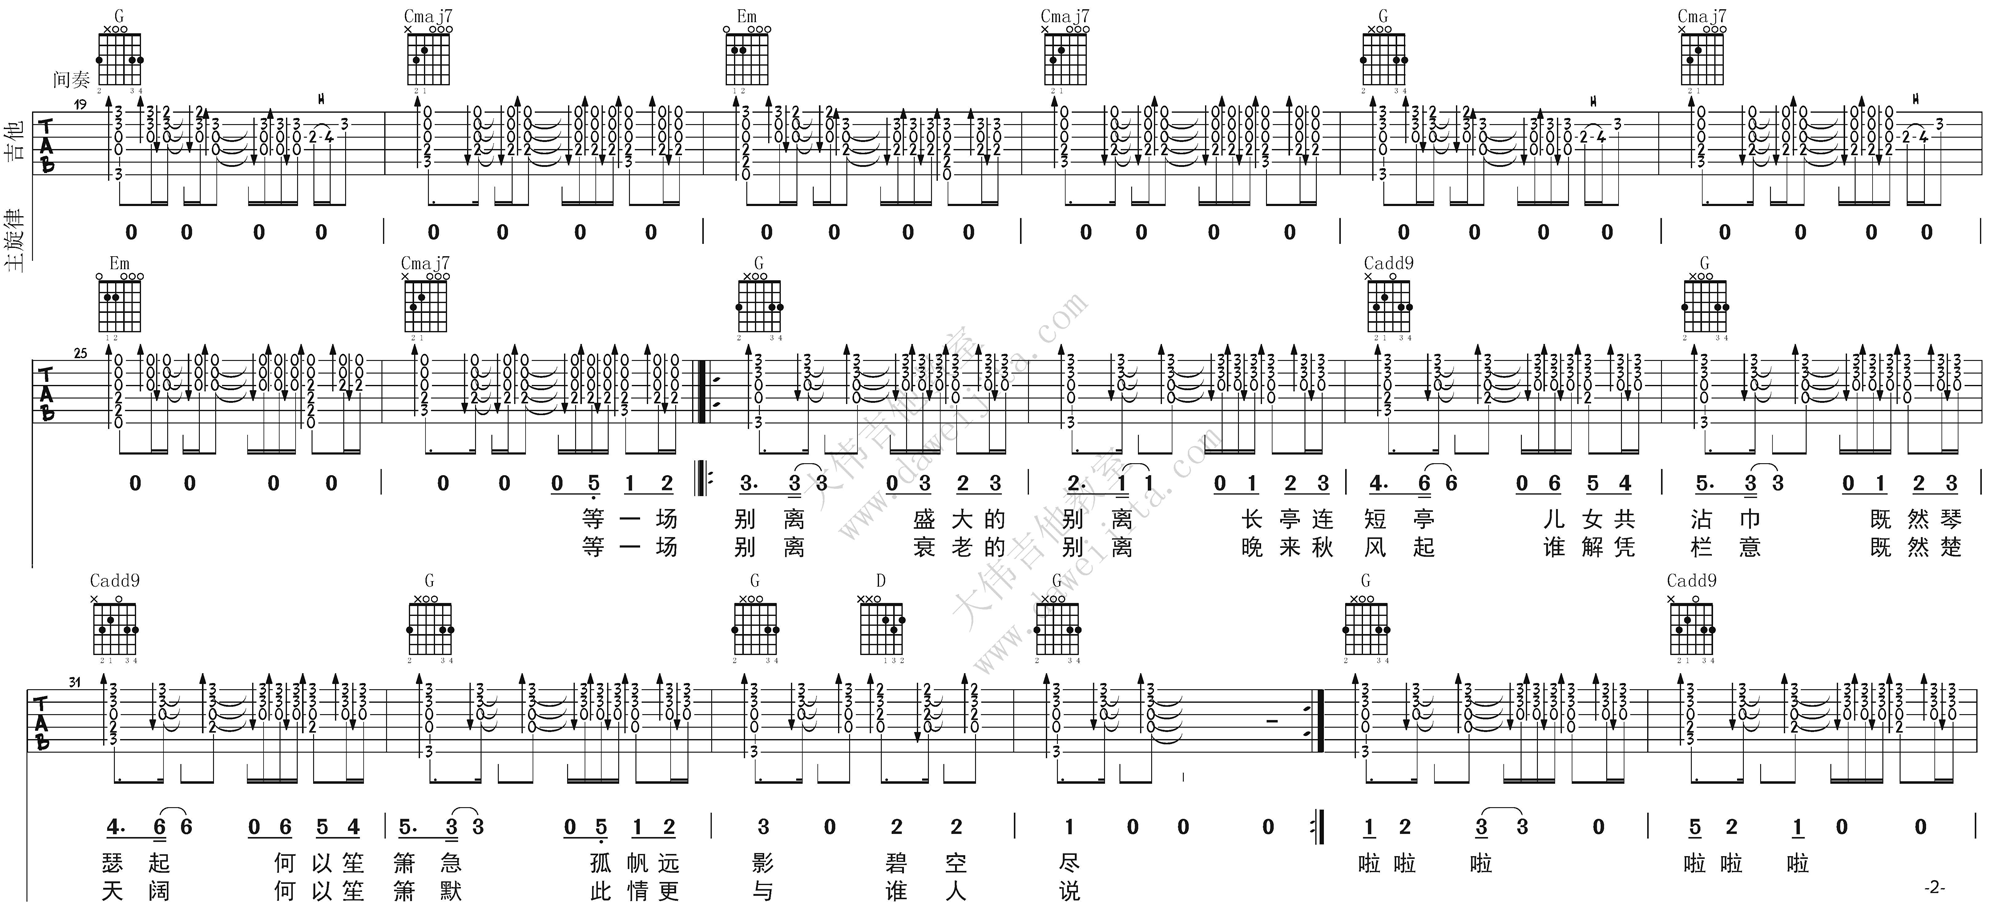 G Cmaj7 Em Cmaj7 G Cmaj7
间奏
19
吉他
主旋律
0 0 0 0 | 0 0 0 0 | 0 0 0 0 | 0 0 0 0 | 0 0 0 0 | 0 0 0 0
Em Cmaj7 G Cadd9 G
25
0 0 0 0 | 0 0 0 5 1 2 | 3. 3 3 0 3 2 3 | 2. 1 1 0 1 2 3 | 4. 6 6 0 6 5 4 | 5. 3 3 0 1 2 3
等一场 别离 盛大的 别离 长亭连 短亭 儿女共 沾巾 既然琴
等一场 别离 衰老的 别离 晚来秋 风起 谁解凭 栏意 既然楚
Cadd9 G G D G G Cadd9
31
4. 6 6 0 6 5 4 | 5. 3 3 0 5 1 2 | 3 0 2 2 | 1 0 0 0 | 1 2 3 3 0 | 5 2 1 0 0
瑟起 何以笙 箫急 孤帆远 影 碧空 尽 啦啦 啦 啦啦 啦
天阔 何以笙 箫默 此情更 与 谁人 说
-2-
大伟吉他教室
www.daweijita.com
大伟吉他教室
www.daweijita.com